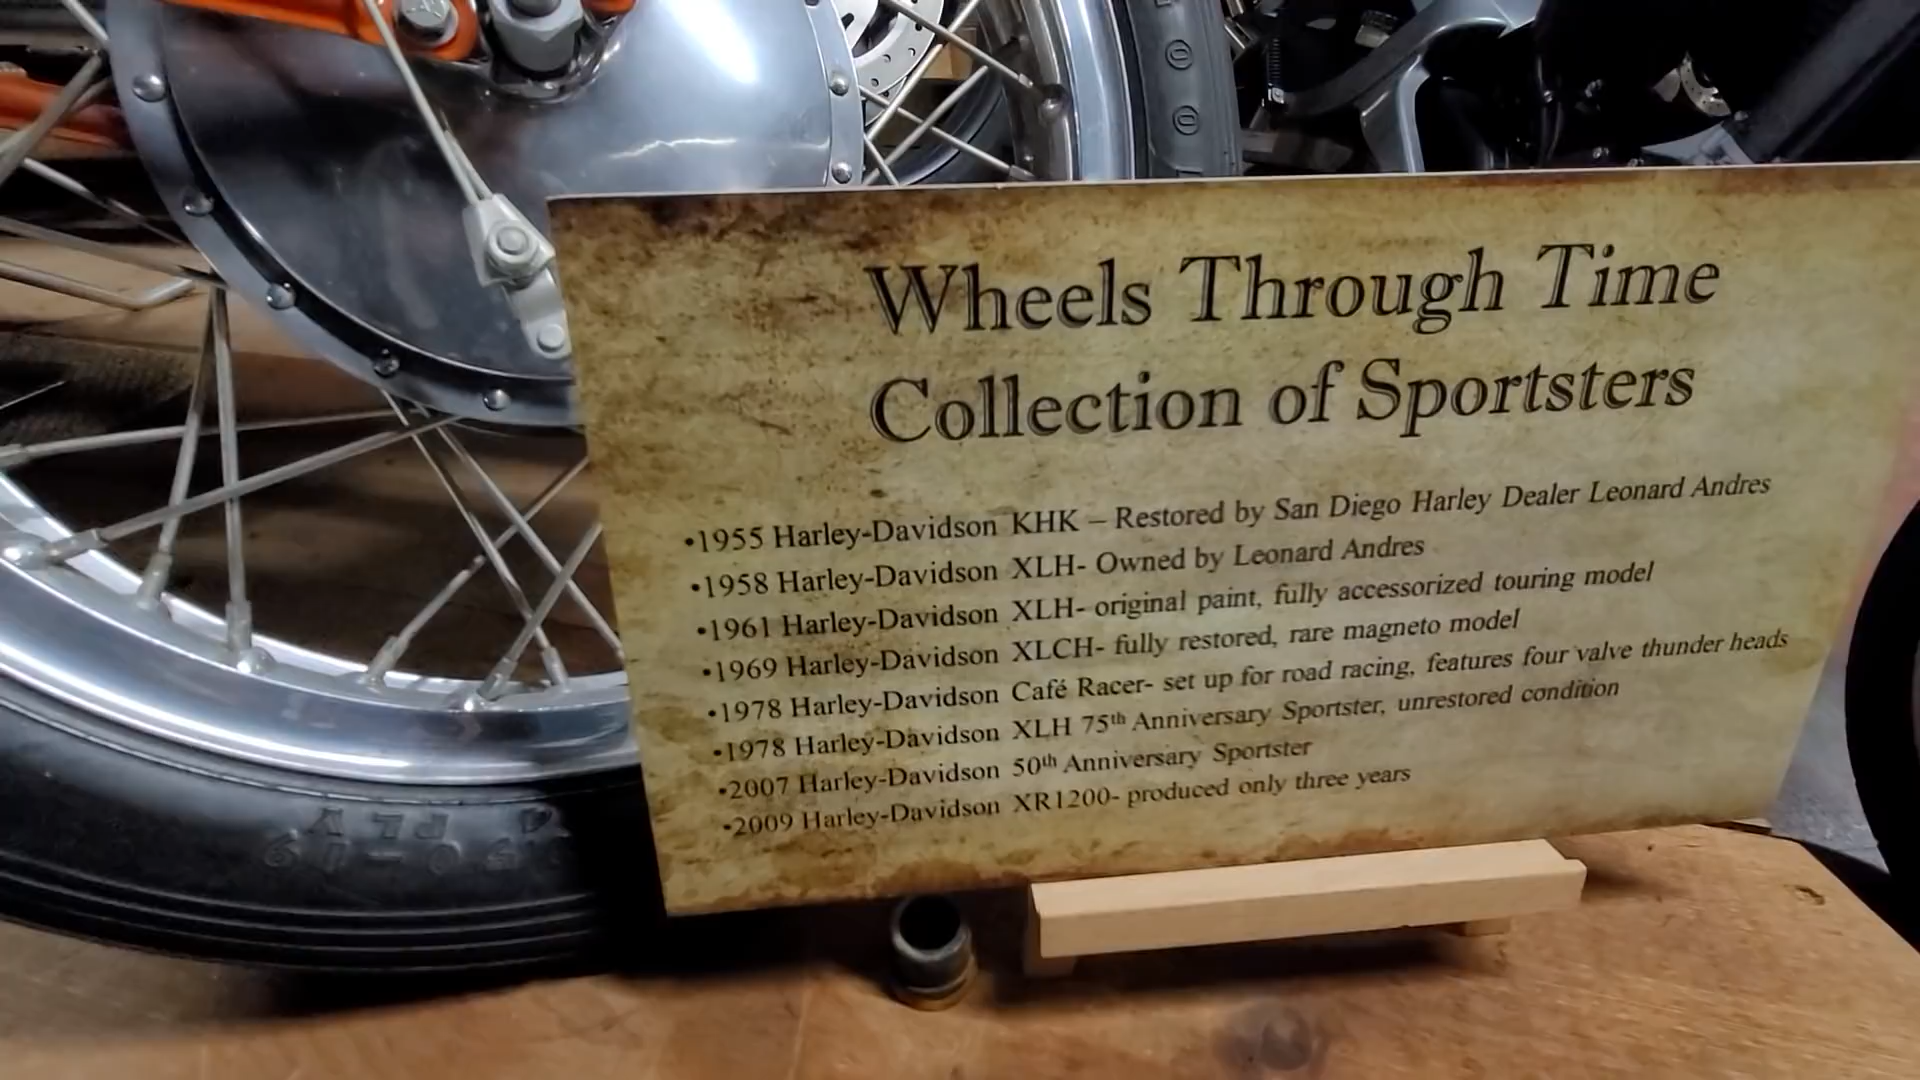 Wheels Through Time
Collection of Sportsters
•1955 Harley-Davidson KHK – Restored by San Diego Harley Dealer Leonard Andres
•1958 Harley-Davidson XLH- Owned by Leonard Andres
•1961 Harley-Davidson XLH- original paint, fully accessorized touring model
•1969 Harley-Davidson XLCH- fully restored, rare magneto model
•1978 Harley-Davidson Café Racer- set up for road racing, features four valve thunder heads
•1978 Harley-Davidson XLH 75th Anniversary Sportster, unrestored condition
•2007 Harley-Davidson 50th Anniversary Sportster
•2009 Harley-Davidson XR1200- produced only three years
PLY